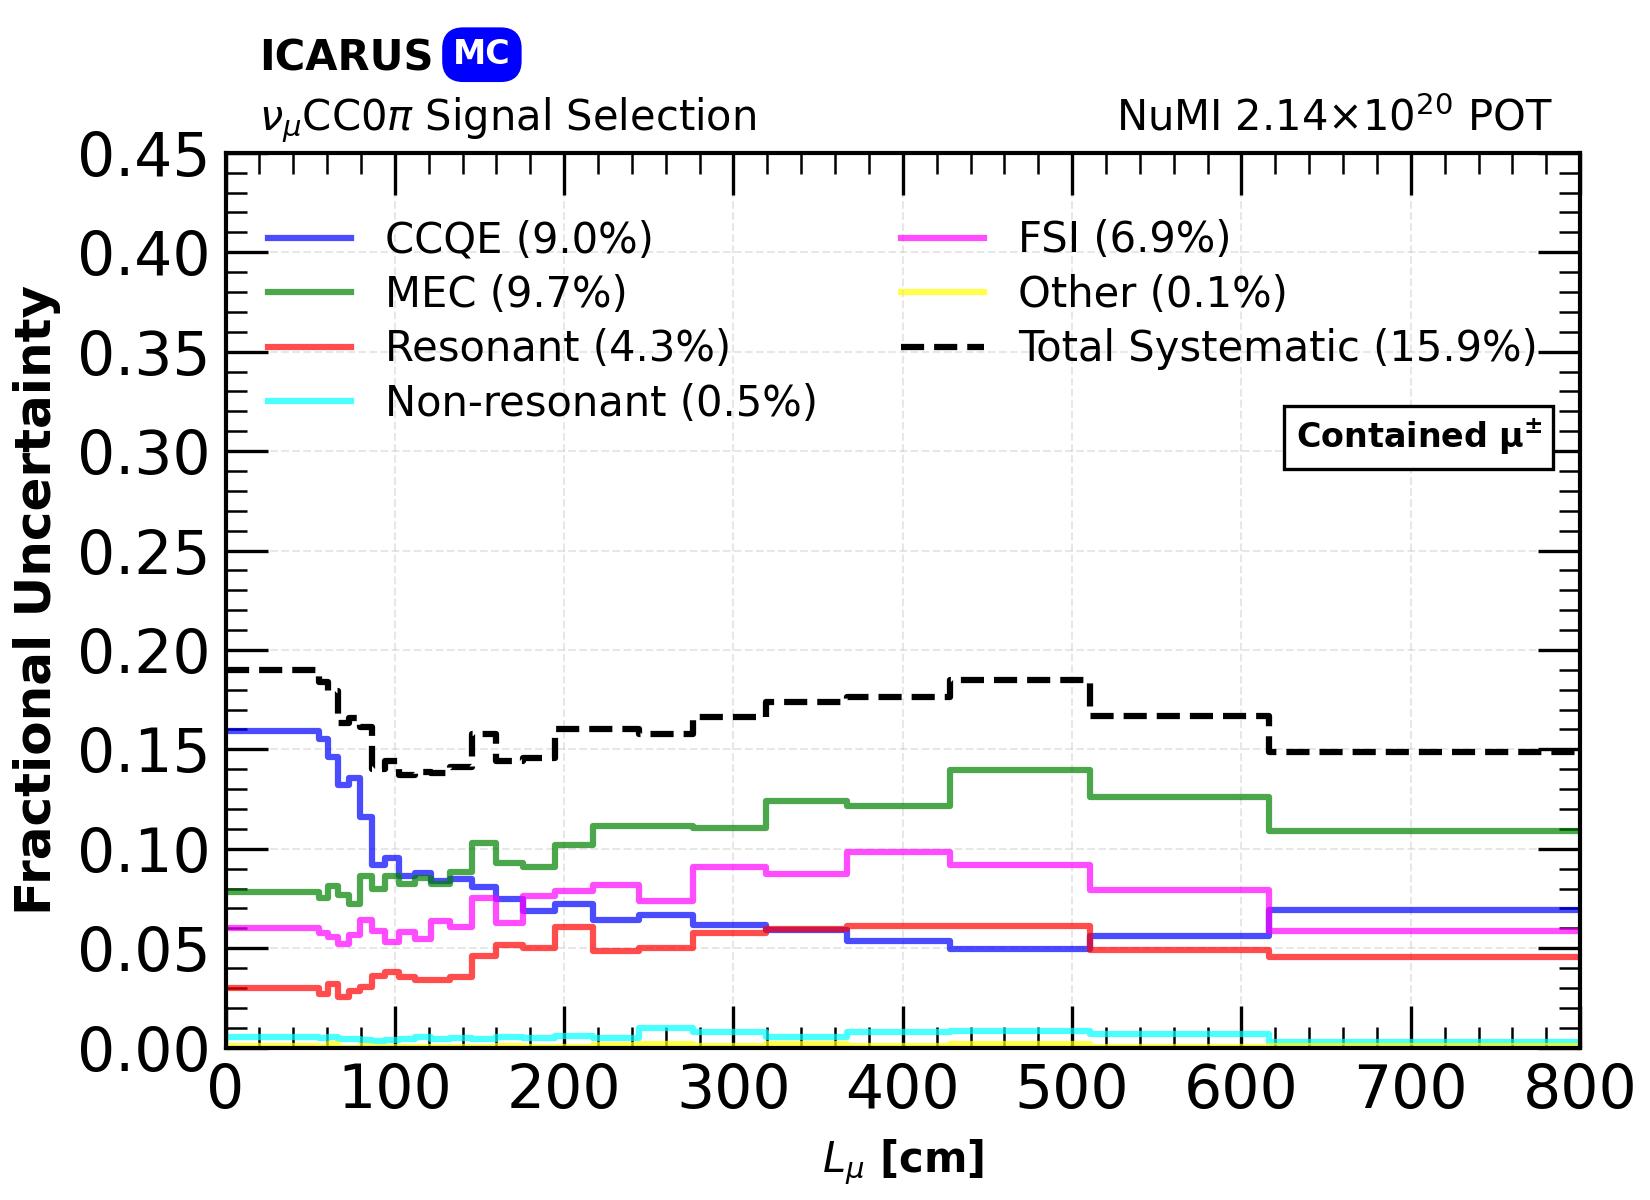 ICARUS MC
νμCC0π Signal Selection
NuMI 2.14×10²⁰ POT
Fractional Uncertainty
0.45
0.40
0.35
0.30
0.25
0.20
0.15
0.10
0.05
0.00
CCQE (9.0%)
MEC (9.7%)
Resonant (4.3%)
Non-resonant (0.5%)
FSI (6.9%)
Other (0.1%)
Total Systematic (15.9%)
Contained μ±
0 100 200 300 400 500 600 700 800
Lμ [cm]